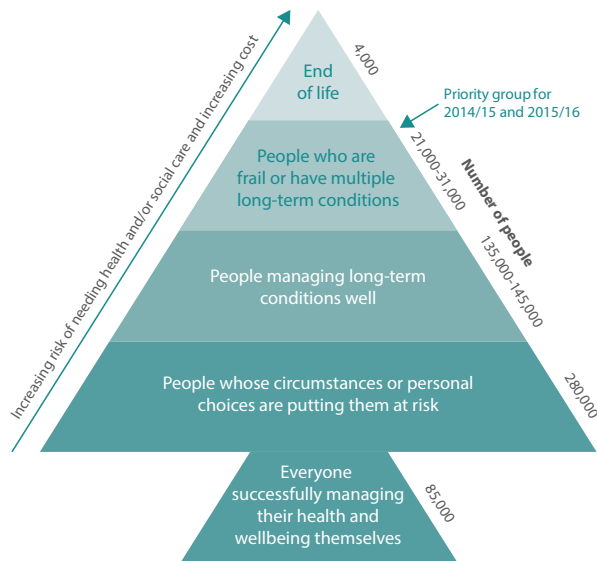 Increasing risk of needing health and/or social care and increasing cost
End
of life
4,000
Priority group for
2014/15 and 2015/16
People who are
frail or have multiple
long-term conditions
21,000-31,000
Number of people
People managing long-term
conditions well
135,000-145,000
People whose circumstances or personal
choices are putting them at risk
280,000
Everyone
successfully managing
their health and
wellbeing themselves
85,000